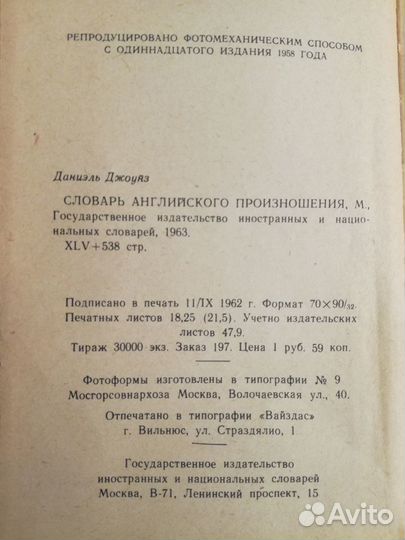 РЕПРОДУЦИРОВАНО ФОТОМЕХАНИЧЕСКИМ СПОСОБОМ
С ОДИННАДЦАТОГО ИЗДАНИЯ 1958 ГОДА
Даниэль Джоунз
СЛОВАРЬ АНГЛИЙСКОГО ПРОИЗНОШЕНИЯ, М.,
Государственное издательство иностранных и нацио-
нальных словарей, 1963.
XLV+538 стр.
Подписано в печать 11/IX 1962 г. Формат 70×90/32.
Печатных листов 18,25 (21,5). Учетно издательских
листов 47,9.
Тираж 30000 экз. Заказ 197. Цена 1 руб. 59 коп.
Фотоформы изготовлены в типографии № 9
Мосгорсовнархоза Москва, Волочаевская ул., 40.
Отпечатано в типографии «Вайздас»
г. Вильнюс, ул. Страздялио, 1
Государственное издательство
иностранных и национальных словарей
Москва, В-71, Ленинский проспект, 15
Avito